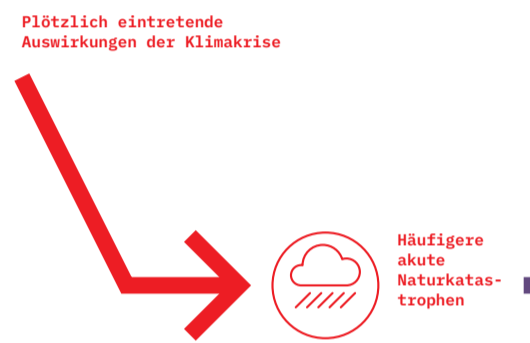 Plötzlich eintretende
Auswirkungen der Klimakrise
Häufigere
akute
Naturkatas-
trophen